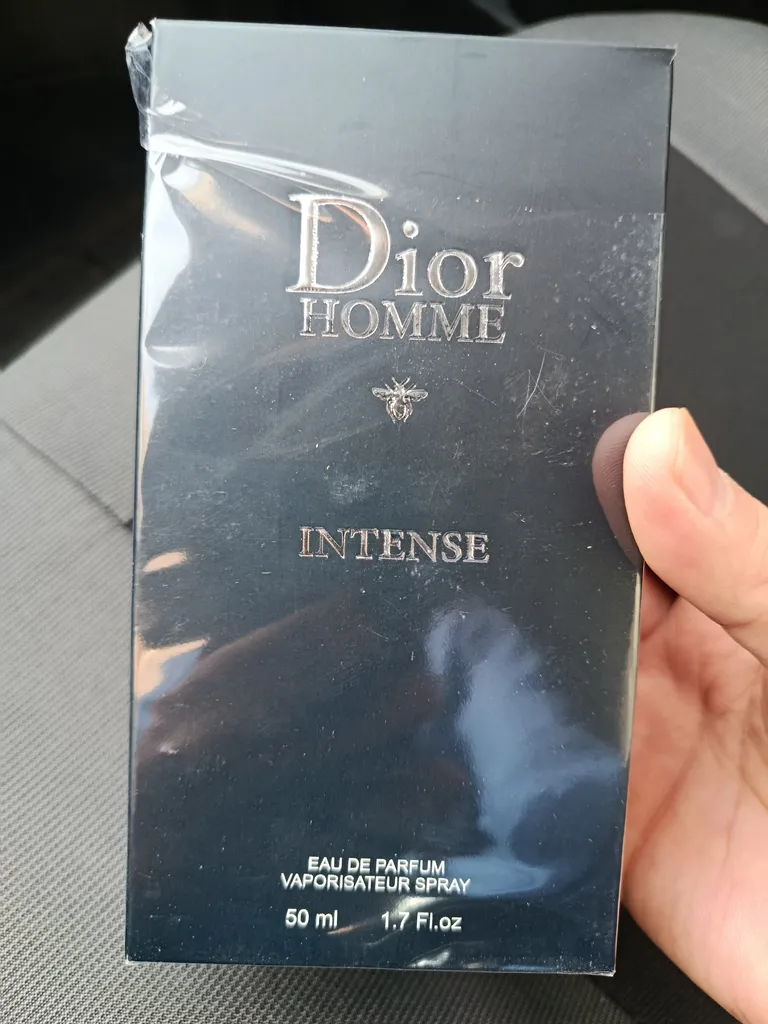 Dior
HOMME
INTENSE
EAU DE PARFUM
VAPORISATEUR SPRAY
50 ml 1.7 Fl.oz